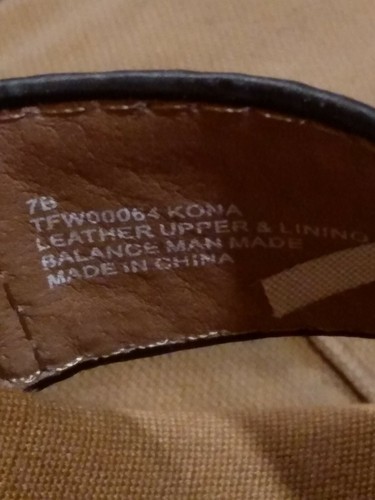 7B
TFW00064 KONA
LEATHER UPPER & LINING
BALANCE MAN MADE
MADE IN CHINA